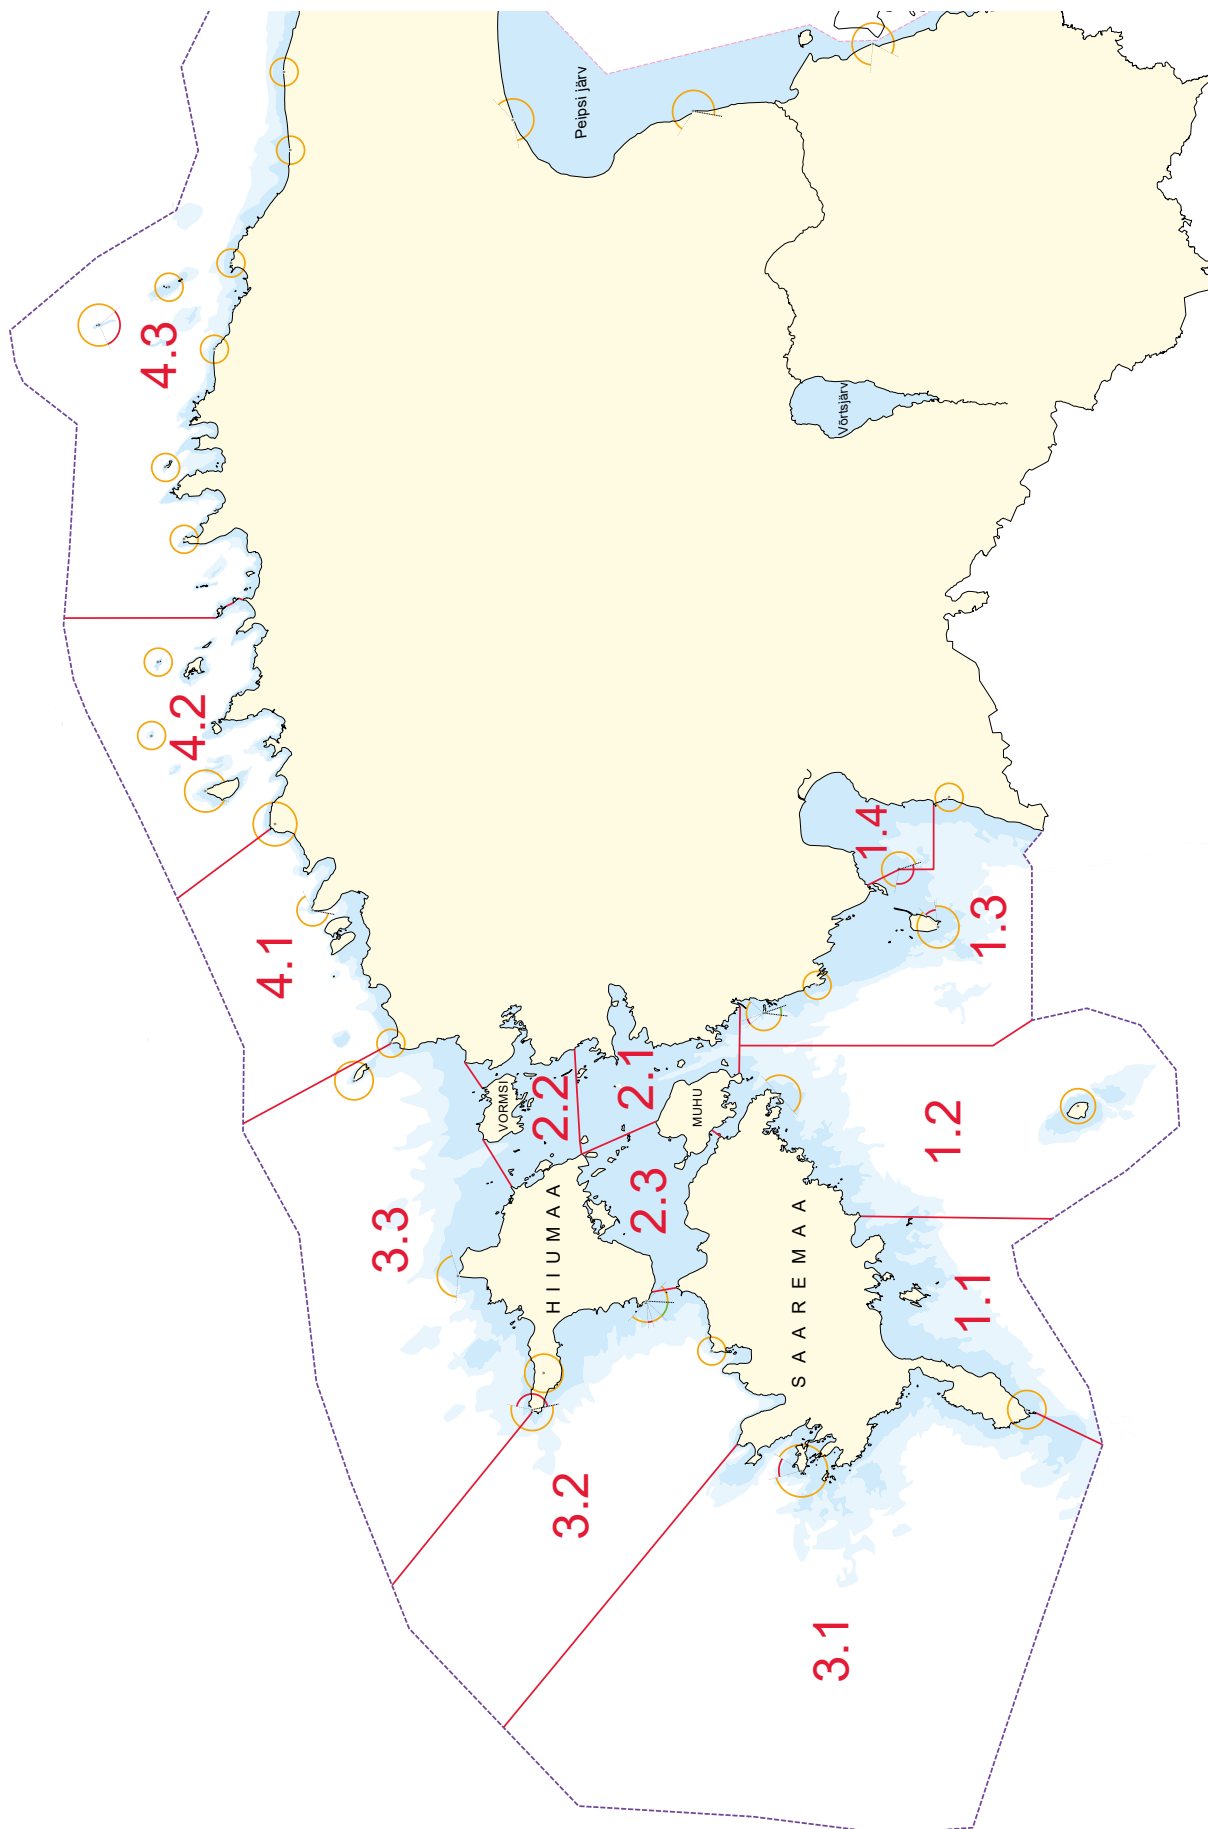 Peipsi järv
4.3
Võrtsjärv
4.2
4.1
1.4
1.3
VORMSI
2.2
2.1
MUHU
1.2
3.3
HIIUMAA
2.3
SAAREMAA
1.1
3.2
3.1